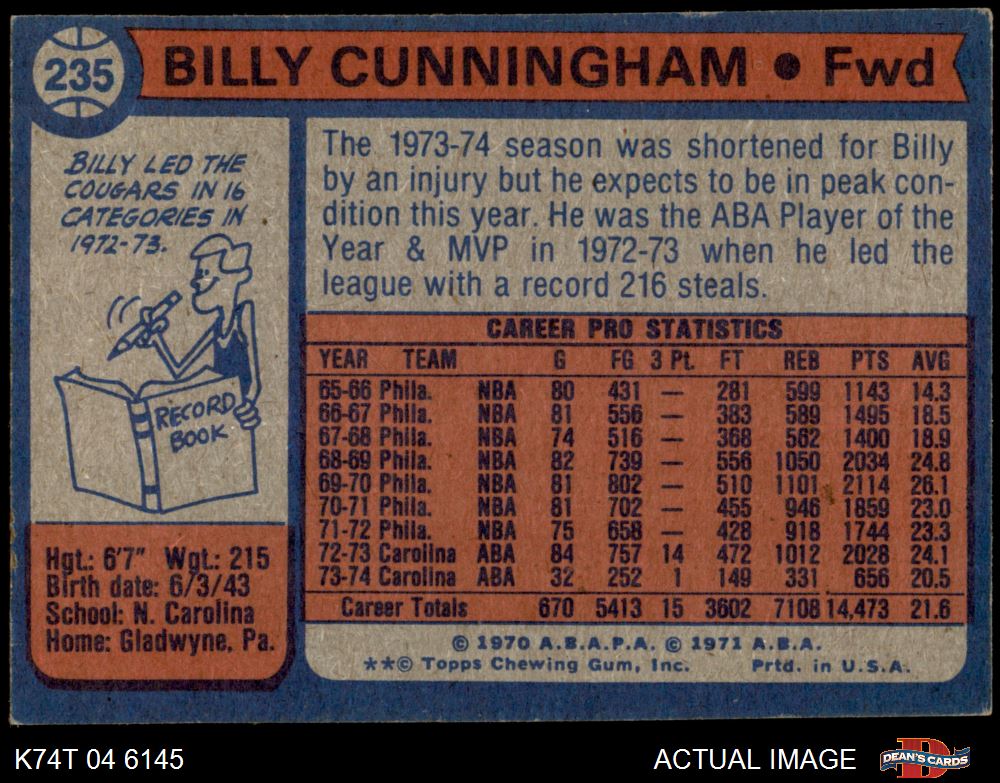 235
BILLY CUNNINGHAM ● Fwd
BILLY LED THE
COUGARS IN 16
CATEGORIES IN
1972-73.
RECORD
BOOK
The 1973-74 season was shortened for Billy
by an injury but he expects to be in peak con-
dition this year. He was the ABA Player of the
Year & MVP in 1972-73 when he led the
league with a record 216 steals.
CAREER PRO STATISTICS
YEAR TEAM G FG 3 Pt. FT REB PTS AVG
65-66 Phila. NBA 80 431 — 281 599 1143 14.3
66-67 Phila. NBA 81 556 — 383 589 1495 18.5
67-68 Phila. NBA 74 516 — 368 562 1400 18.9
68-69 Phila. NBA 82 739 — 556 1050 2034 24.8
69-70 Phila. NBA 81 802 — 510 1101 2114 26.1
70-71 Phila. NBA 81 702 — 455 946 1859 23.0
71-72 Phila. NBA 75 658 — 428 918 1744 23.3
72-73 Carolina ABA 84 757 14 472 1012 2028 24.1
73-74 Carolina ABA 32 252 1 149 331 656 20.5
Career Totals 670 5413 15 3602 7108 14,473 21.6
Hgt.: 6'7" Wgt.: 215
Birth date: 6/3/43
School: N. Carolina
Home: Gladwyne, Pa.
© 1970 A.B.A.P.A. © 1971 A.B.A.
**© Topps Chewing Gum, Inc. Prtd. in U.S.A.
K74T 04 6145
ACTUAL IMAGE
DEAN'S CARDS